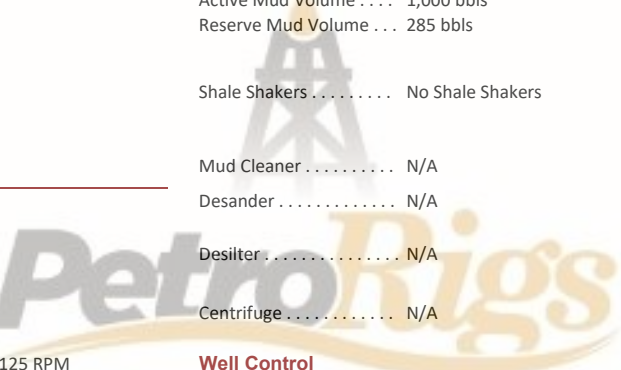 Active Mud Volume . . . . 1,000 bbls
Reserve Mud Volume . . . 285 bbls
Shale Shakers . . . . . . . . . No Shale Shakers
Mud Cleaner . . . . . . . . . . N/A
Desander . . . . . . . . . . . . . N/A
Desilter . . . . . . . . . . . . . . . N/A
PetroRigs
Centrifuge . . . . . . . . . . . . N/A
125 RPM
Well Control